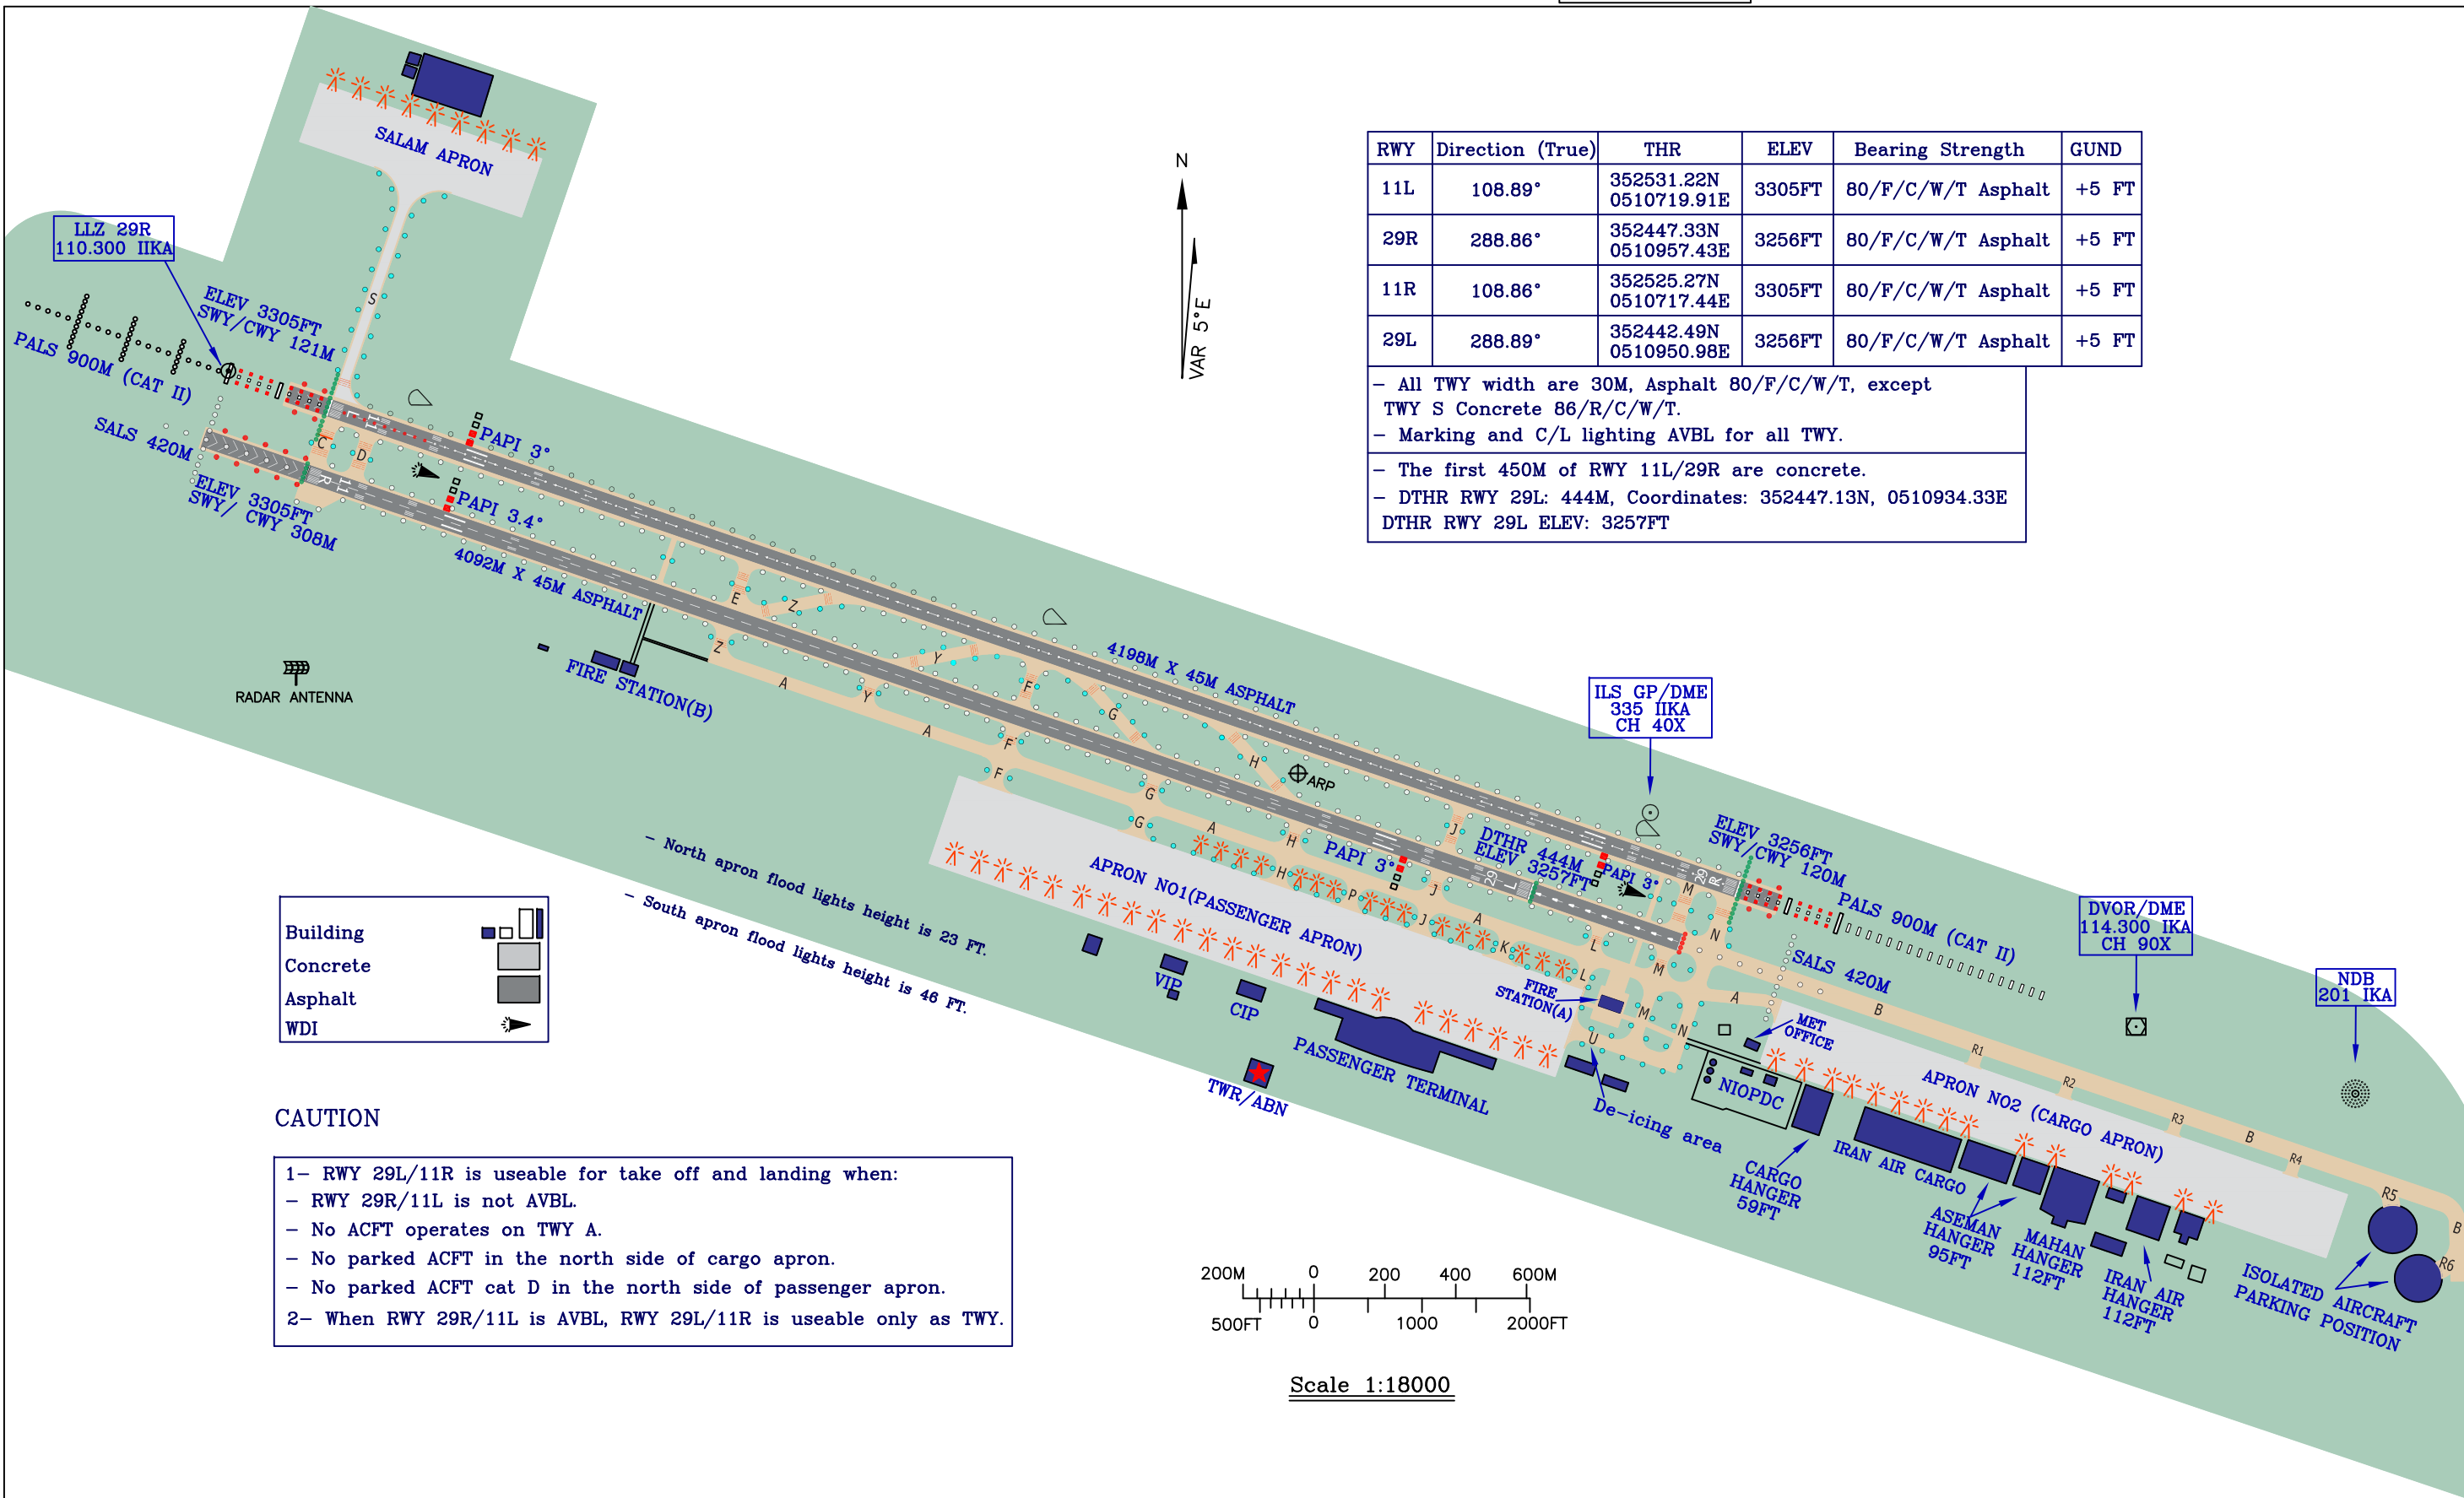 SALAM APRON
LLZ 29R
110.300 IIKA
ELEV 3305FT
SWY/CWY 121M
S
PALS 900M (CAT II)
SALS 420M
ELEV 3305FT
SWY/ CWY 308M
C
D
11
L
11
R
PAPI 3°
PAPI 3.4°
4092M X 45M ASPHALT
4198M X 45M ASPHALT
N
VAR 5°E
RWY Direction (True) THR ELEV Bearing Strength GUND
11L 108.89° 352531.22N 0510719.91E 3305FT 80/F/C/W/T Asphalt +5 FT
29R 288.86° 352447.33N 0510957.43E 3256FT 80/F/C/W/T Asphalt +5 FT
11R 108.86° 352525.27N 0510717.44E 3305FT 80/F/C/W/T Asphalt +5 FT
29L 288.89° 352442.49N 0510950.98E 3256FT 80/F/C/W/T Asphalt +5 FT
- All TWY width are 30M, Asphalt 80/F/C/W/T, except
TWY S Concrete 86/R/C/W/T.
- Marking and C/L lighting AVBL for all TWY.
- The first 450M of RWY 11L/29R are concrete.
- DTHR RWY 29L: 444M, Coordinates: 352447.13N, 0510934.33E
DTHR RWY 29L ELEV: 3257FT
RADAR ANTENNA
FIRE STATION(B)
E
Z
Z
A
Y
Y
A
F
F
F
G
G
G
H
A
H
H
P
J
J
J
A
K
L
L
M
M
M
N
N
U
A
B
ARP
ILS GP/DME
335 IIKA
CH 40X
PAPI 3°
DTHR 444M
ELEV 3257FT
PAPI 3°
29
L
29
R
ELEV 3256FT
SWY/CWY 120M
PALS 900M (CAT II)
SALS 420M
DVOR/DME
114.300 IKA
CH 90X
NDB
201 IKA
- North apron flood lights height is 23 FT.
- South apron flood lights height is 46 FT.
APRON NO1(PASSENGER APRON)
VIP
CIP
PASSENGER TERMINAL
TWR/ABN
FIRE
STATION(A)
MET
OFFICE
De-icing area
NIOPDC
CARGO
HANGER
59FT
IRAN AIR CARGO
APRON NO2 (CARGO APRON)
R1
R2
R3
B
R4
R5
B
R6
ASEMAN
HANGER
95FT
MAHAN
HANGER
112FT
IRAN AIR
HANGER
112FT
ISOLATED AIRCRAFT
PARKING POSITION
Building
Concrete
Asphalt
WDI
CAUTION
1- RWY 29L/11R is useable for take off and landing when:
- RWY 29R/11L is not AVBL.
- No ACFT operates on TWY A.
- No parked ACFT in the north side of cargo apron.
- No parked ACFT cat D in the north side of passenger apron.
2- When RWY 29R/11L is AVBL, RWY 29L/11R is useable only as TWY.
200M 0 200 400 600M
500FT 0 1000 2000FT
Scale 1:18000